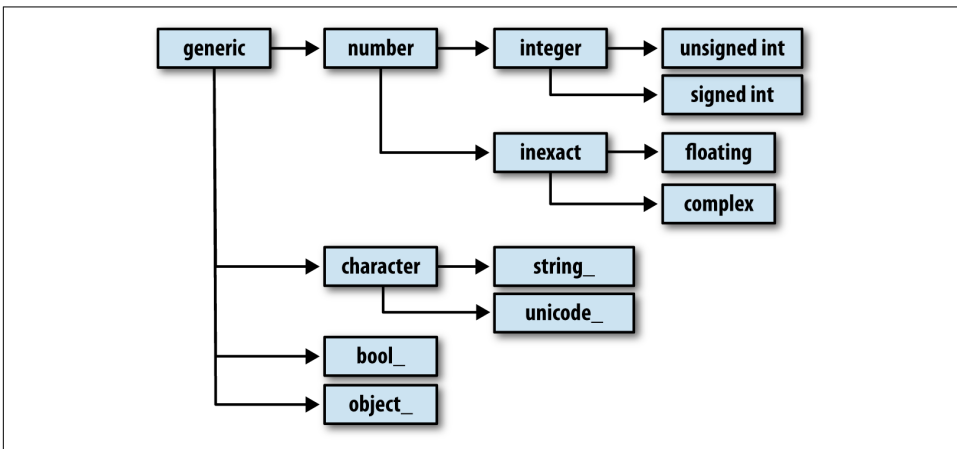 generic
number
integer
unsigned int
signed int
inexact
floating
complex
character
string_
unicode_
bool_
object_